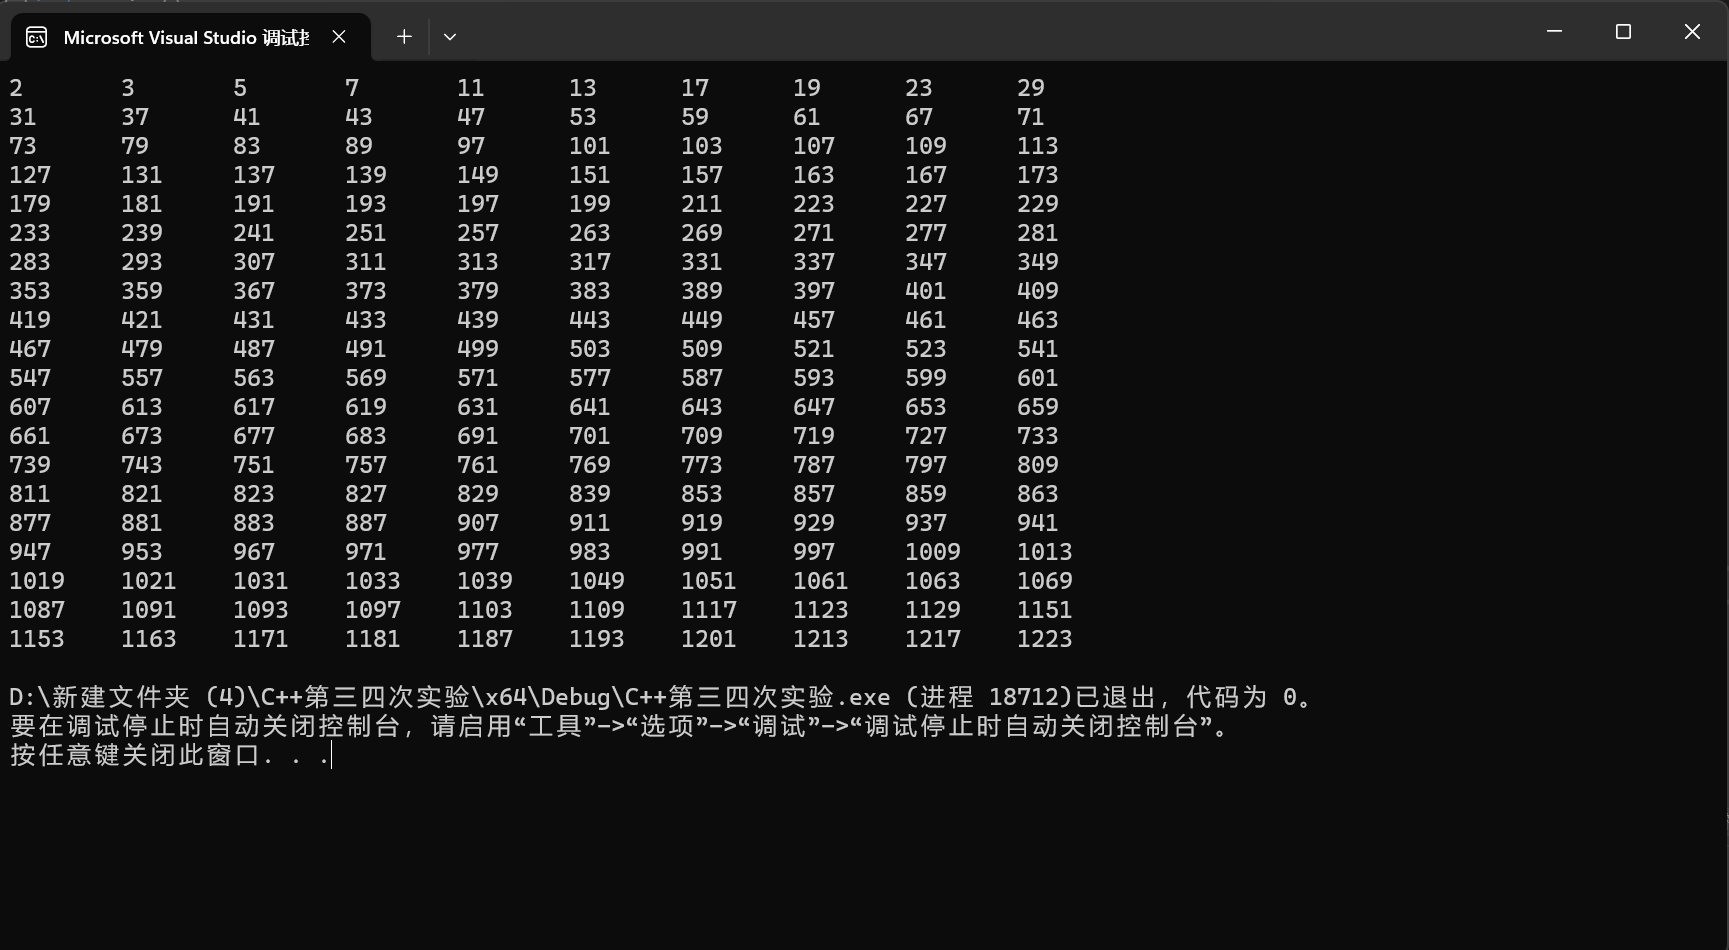 Microsoft Visual Studio 调试
2 3 5 7 11 13 17 19 23 29
31 37 41 43 47 53 59 61 67 71
73 79 83 89 97 101 103 107 109 113
127 131 137 139 149 151 157 163 167 173
179 181 191 193 197 199 211 223 227 229
233 239 241 251 257 263 269 271 277 281
283 293 307 311 313 317 331 337 347 349
353 359 367 373 379 383 389 397 401 409
419 421 431 433 439 443 449 457 461 463
467 479 487 491 499 503 509 521 523 541
547 557 563 569 571 577 587 593 599 601
607 613 617 619 631 641 643 647 653 659
661 673 677 683 691 701 709 719 727 733
739 743 751 757 761 769 773 787 797 809
811 821 823 827 829 839 853 857 859 863
877 881 883 887 907 911 919 929 937 941
947 953 967 971 977 983 991 997 1009 1013
1019 1021 1031 1033 1039 1049 1051 1061 1063 1069
1087 1091 1093 1097 1103 1109 1117 1123 1129 1151
1153 1163 1171 1181 1187 1193 1201 1213 1217 1223
D:\新建文件夹 (4)\C++第三四次实验\x64\Debug\C++第三四次实验.exe (进程 18712)已退出，代码为 0。
要在调试停止时自动关闭控制台，请启用“工具”->“选项”->“调试”->“调试停止时自动关闭控制台”。
按任意键关闭此窗口. . .